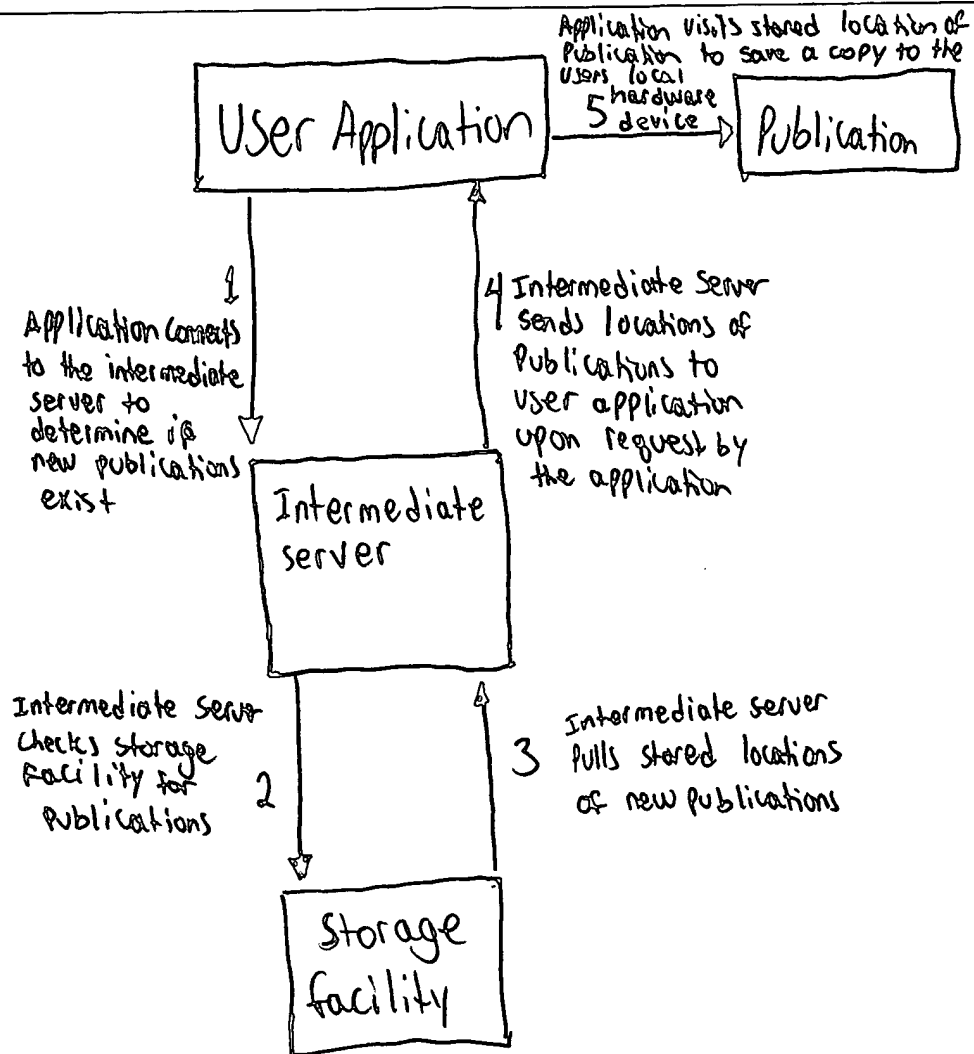 Application visits stored location of
Publication to save a copy to the
users local
hardware
5 device
User Application
Publication
1
Application connects
to the intermediate
server to
determine if
new publications
exist
4 Intermediate Server
sends locations of
Publications to
user application
upon request by
the application
Intermediate
server
Intermediate server
checks storage
facility for
publications
2
3
Intermediate server
Pulls stored locations
of new publications
Storage
facility